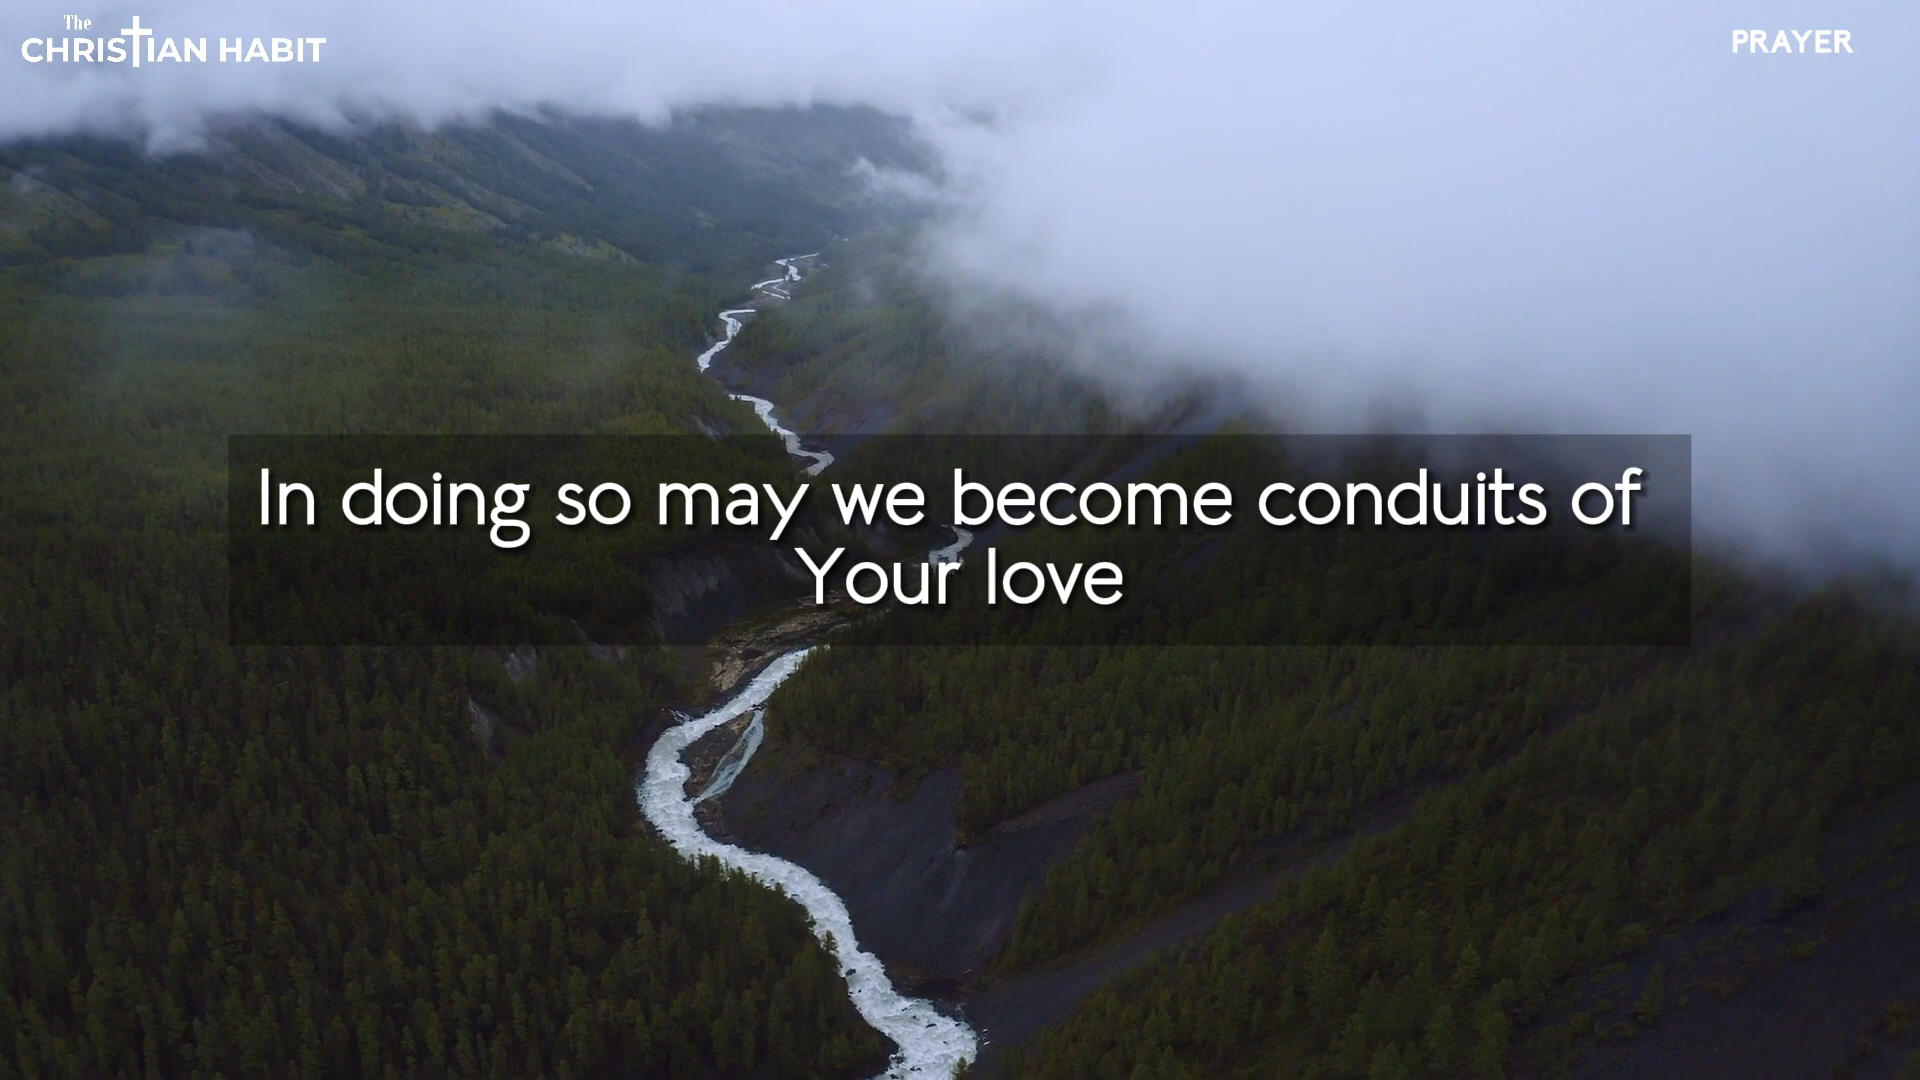 The
CHRISTIAN HABIT
PRAYER
In doing so may we become conduits of
Your love